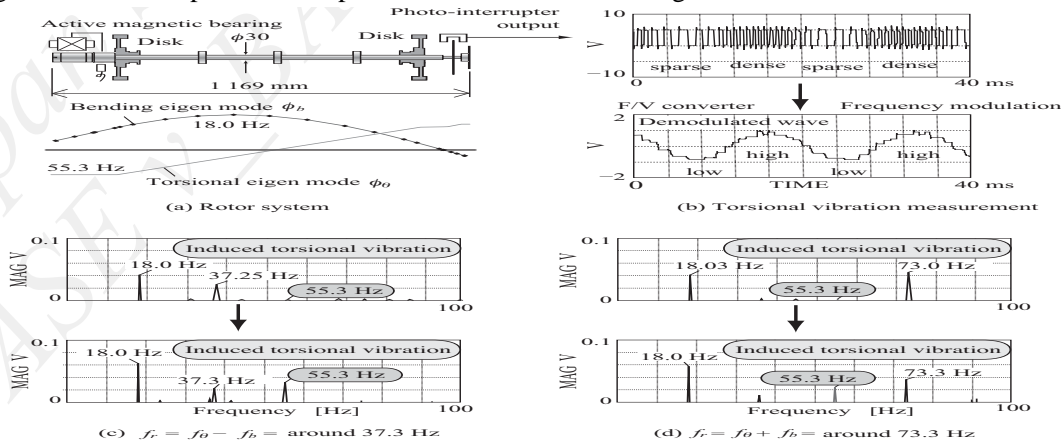 Active magnetic bearing
Disk
ϕ30
Disk
Photo-interrupter
output
1 169 mm
Bending eigen mode ϕb
18.0 Hz
55.3 Hz
Torsional eigen mode ϕθ
(a) Rotor system
10
V
−10
sparse dense sparse dense
0 40 ms
F/V converter Frequency modulation
2
Demodulated wave
V
high high
low low
−2
0 TIME 40 ms
(b) Torsional vibration measurement
0.1
MAG V
Induced torsional vibration
18.0 Hz
37.25 Hz
55.3 Hz
0
100
0.1
MAG V
Induced torsional vibration
18.0 Hz
37.3 Hz
55.3 Hz
0
Frequency [Hz] 100
(c) fr = fθ − fb = around 37.3 Hz
0.1
MAG V
Induced torsional vibration
18.03 Hz
73.0 Hz
55.3 Hz
0
100
0.1
MAG V
Induced torsional vibration
18.0 Hz
55.3 Hz
73.3 Hz
0
Frequency [Hz] 100
(d) fr = fθ + fb = around 73.3 Hz